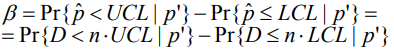 β = Pr{p̂ < UCL | p'} − Pr{p̂ ≤ LCL | p'} =
= Pr{D < n·UCL | p'} − Pr{D ≤ n·LCL | p'}